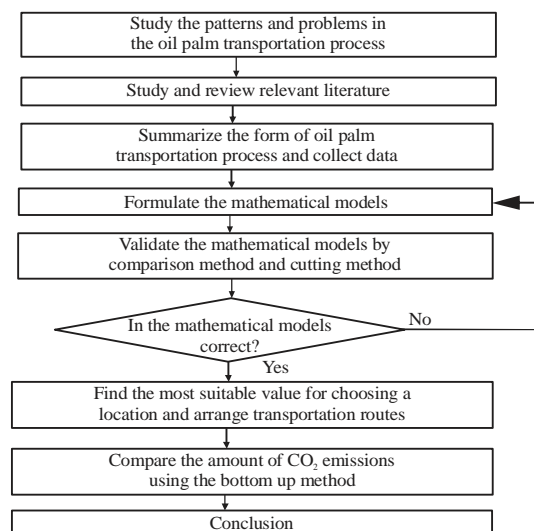 Study the patterns and problems in
the oil palm transportation process
Study and review relevant literature
Summarize the form of oil palm
transportation process and collect data
Formulate the mathematical models
Validate the mathematical models by
comparison method and cutting method
In the mathematical models
correct?
No
Yes
Find the most suitable value for choosing a
location and arrange transportation routes
Compare the amount of CO₂ emissions
using the bottom up method
Conclusion